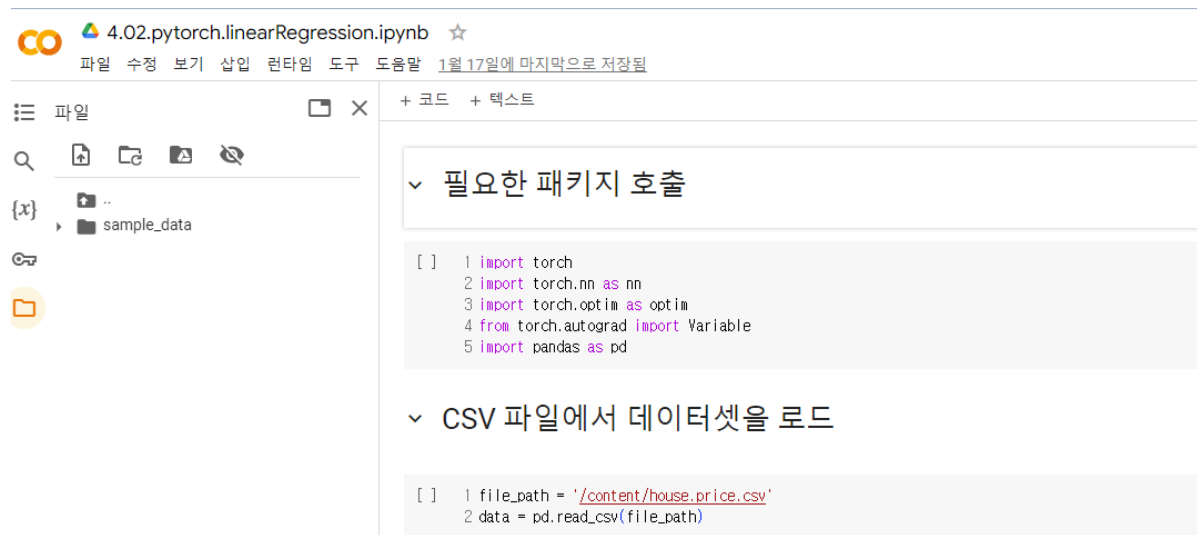 4.02.pytorch.linearRegression.ipynb
파일 수정 보기 삽입 런타임 도구 도움말 1월 17일에 마지막으로 저장됨
파일
+ 코드 + 텍스트
..
sample_data
{x}
필요한 패키지 호출
[ ] 1 import torch
2 import torch.nn as nn
3 import torch.optim as optim
4 from torch.autograd import Variable
5 import pandas as pd
CSV 파일에서 데이터셋을 로드
[ ] 1 file_path = '/content/house.price.csv'
2 data = pd.read_csv(file_path)